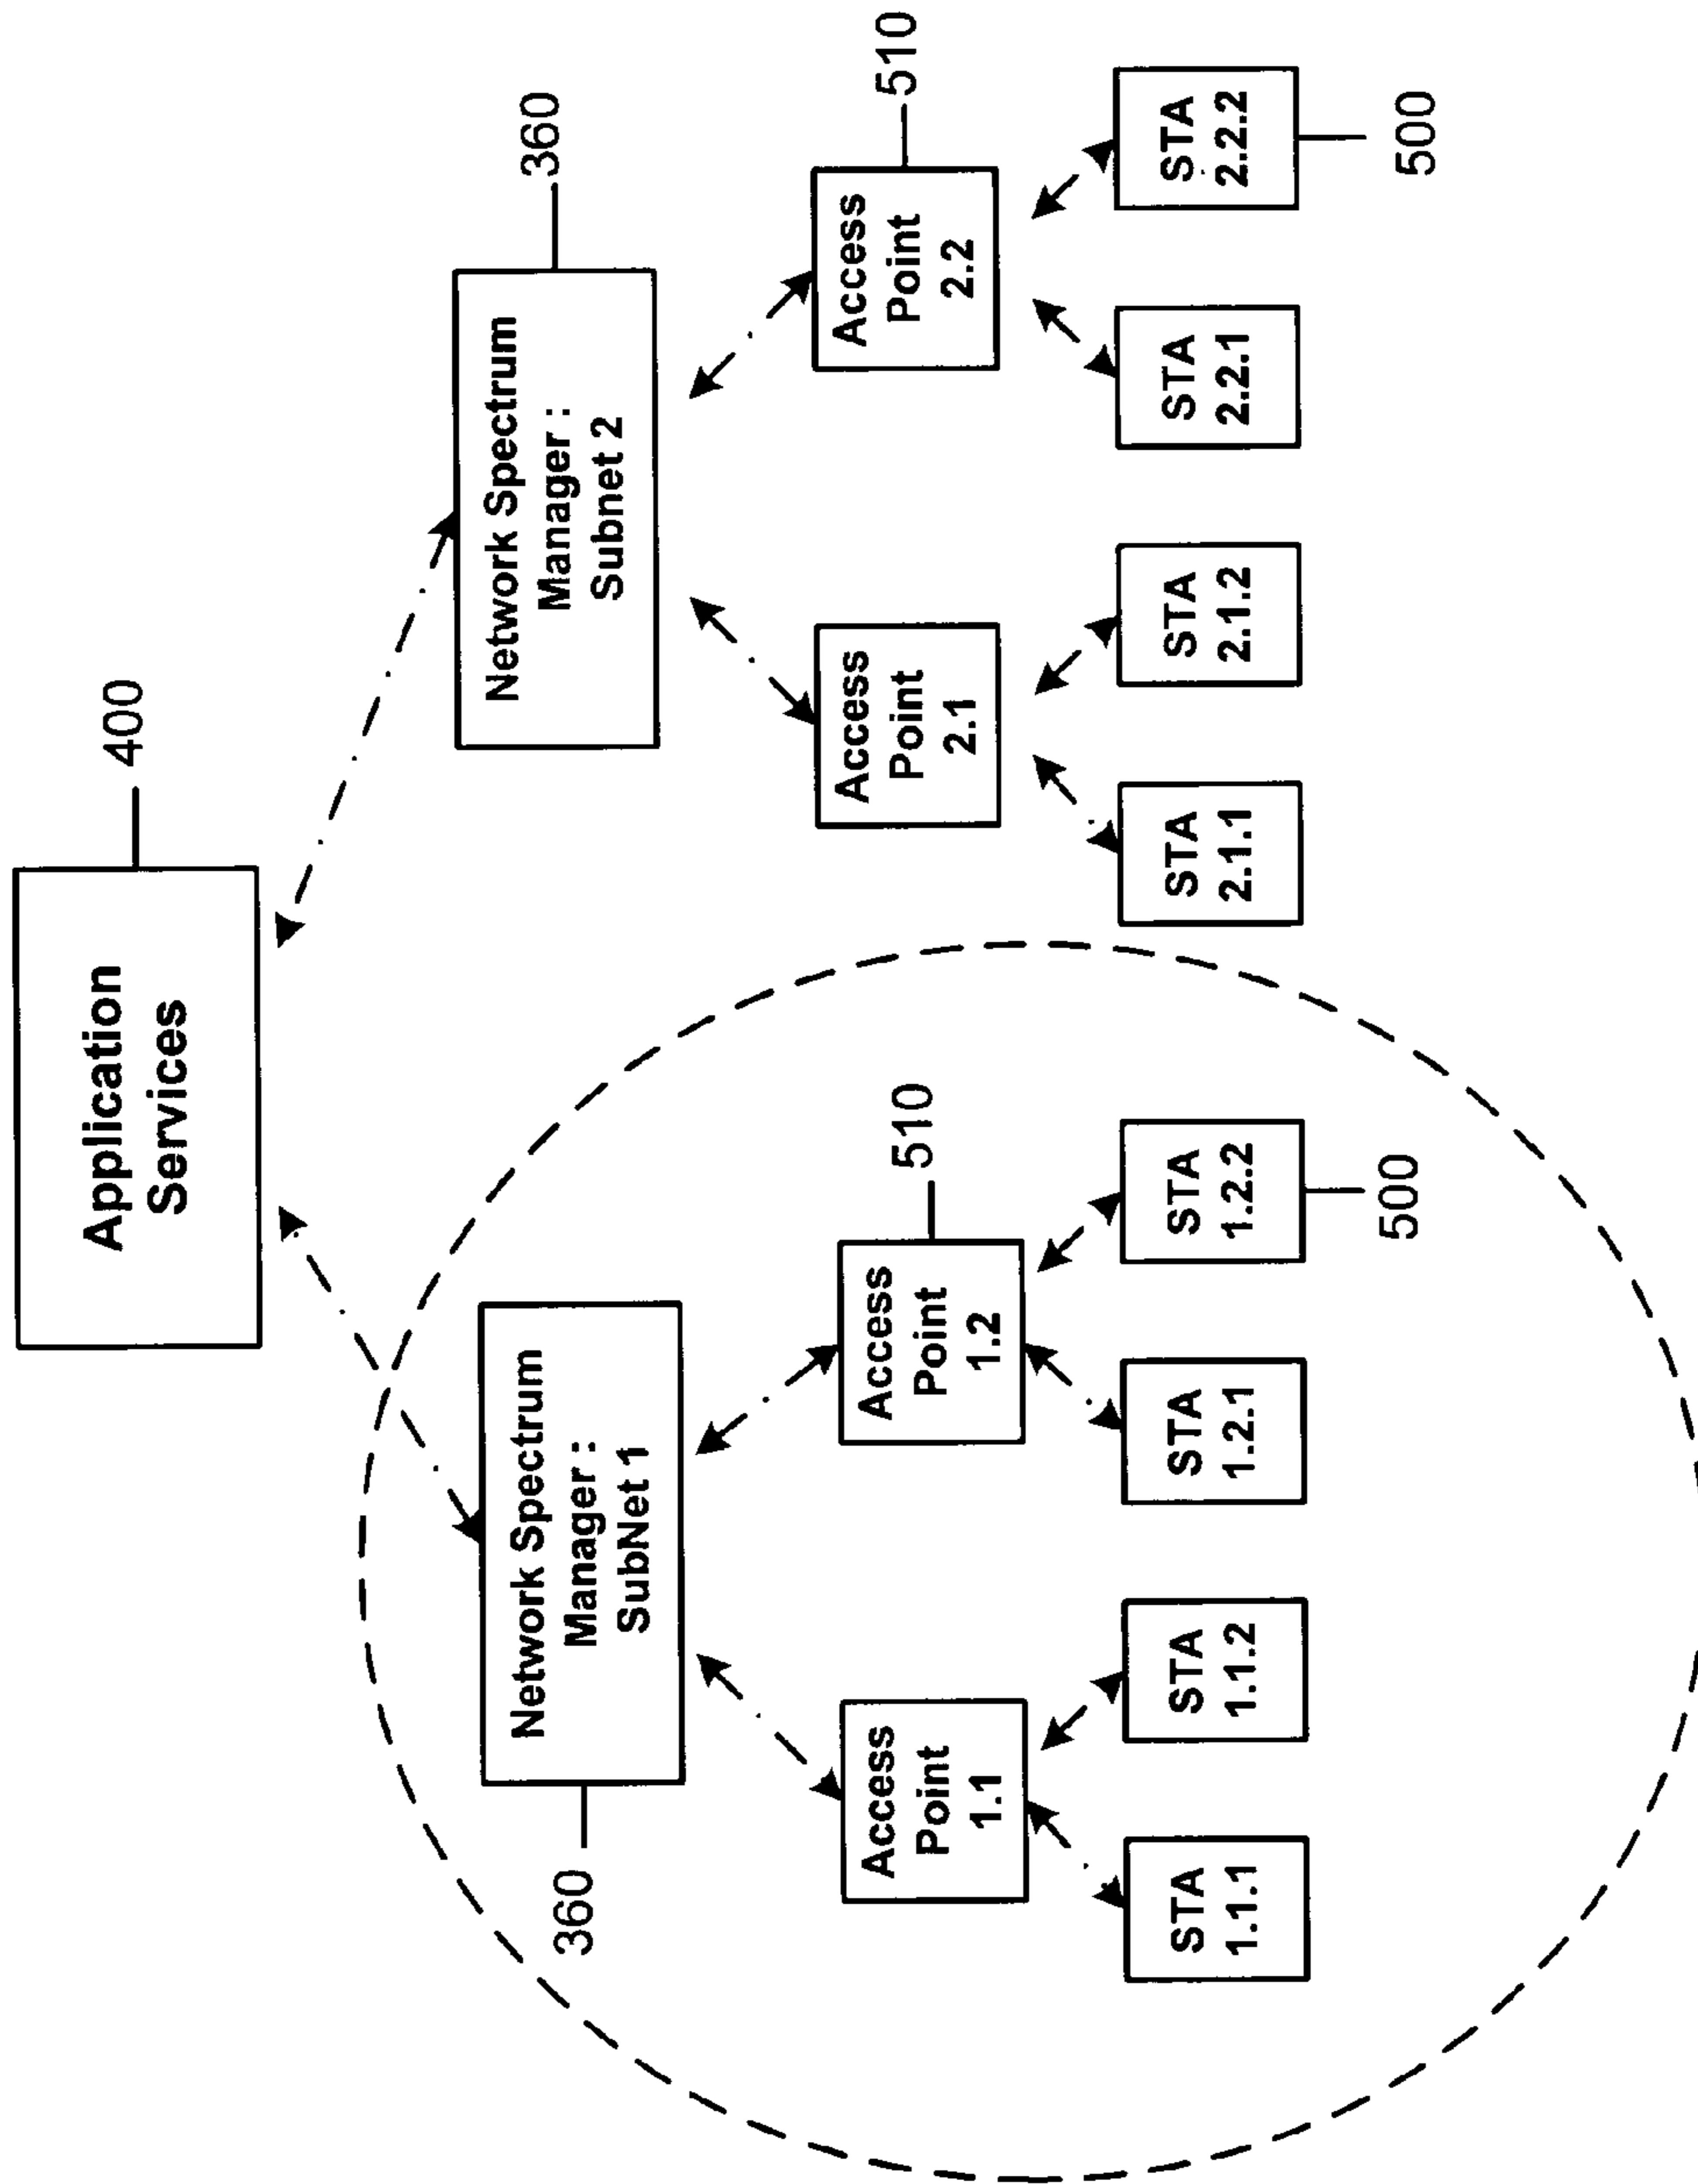 Application
Services
400
Network Spectrum
Manager :
SubNet 1
360
Network Spectrum
Manager :
Subnet 2
360
Access
Point
1.1
Access
Point
1.2
510
Access
Point
2.1
Access
Point
2.2
510
STA
1.1.1
STA
1.1.2
STA
1.2.1
STA
1.2.2
500
STA
2.1.1
STA
2.1.2
STA
2.2.1
STA
2.2.2
500